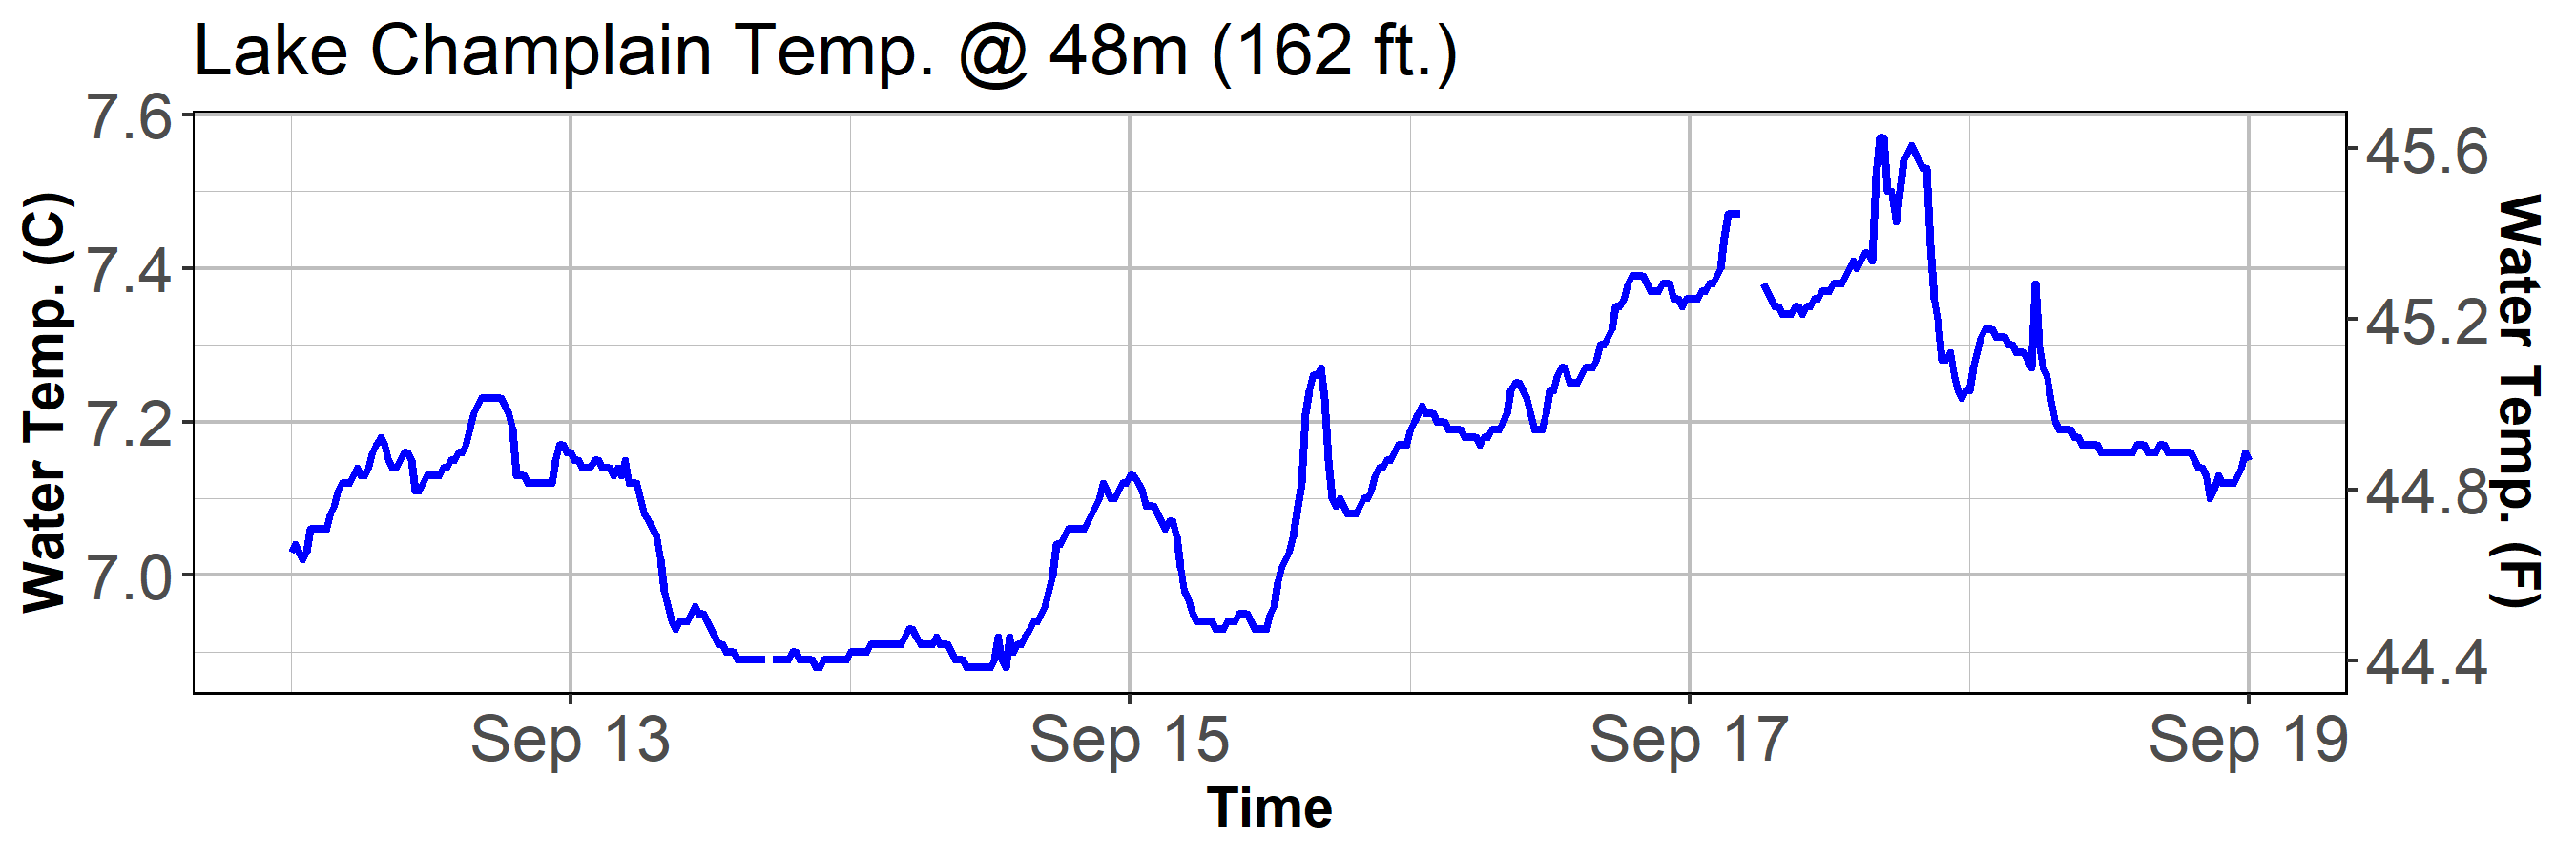 Lake Champlain Temp. @ 48m (162 ft.)
Water Temp. (C)
7.6
7.4
7.2
7.0
45.6
45.2
44.8
44.4
Water Temp. (F)
Sep 13
Sep 15
Sep 17
Sep 19
Time